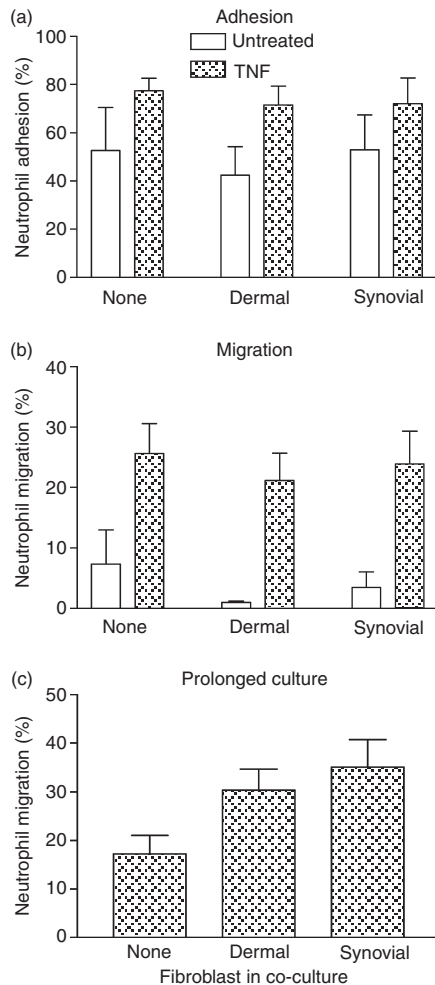 (a) Adhesion
Untreated
TNF
Neutrophil adhesion (%)
100
80
60
40
20
0
None Dermal Synovial
(b) Migration
Neutrophil migration (%)
40
30
20
10
0
None Dermal Synovial
(c) Prolonged culture
Neutrophil migration (%)
50
40
30
20
10
0
None Dermal Synovial
Fibroblast in co-culture